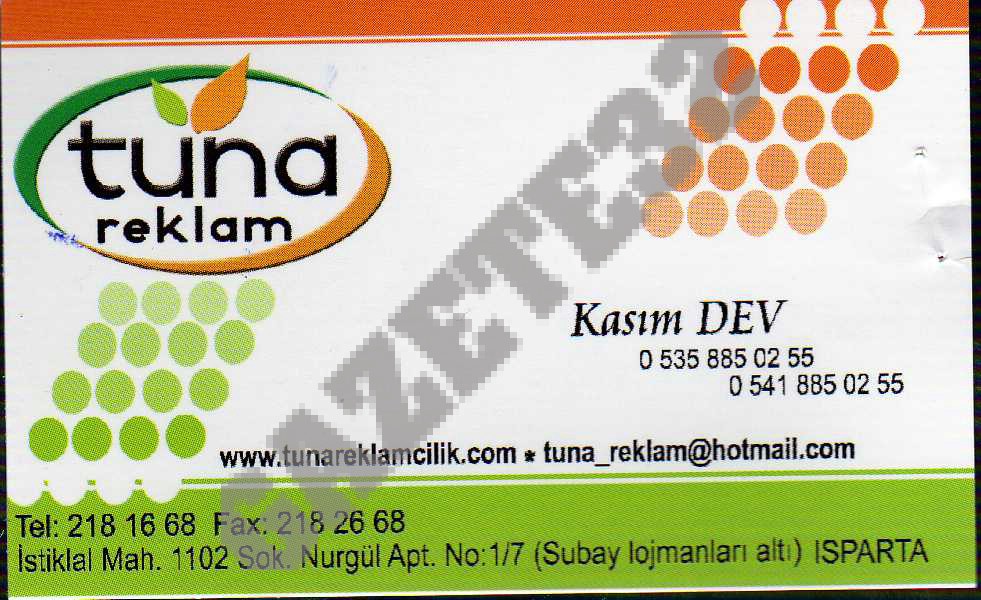 tuna
reklam
GAZETE32
Kasım DEV
0 535 885 02 55
0 541 885 02 55
www.tunareklamcilik.com * tuna_reklam@hotmail.com
Tel: 218 16 68 Fax: 218 26 68
İstiklal Mah. 1102 Sok. Nurgül Apt. No:1/7 (Subay lojmanları altı) ISPARTA